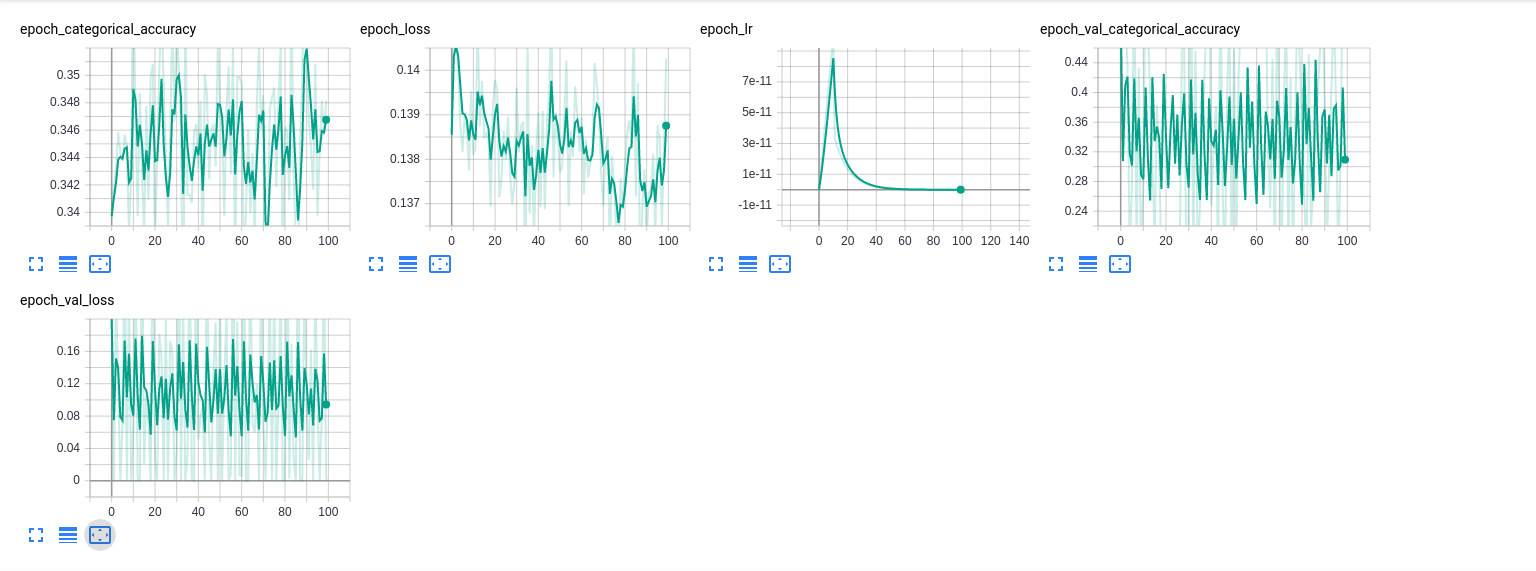 epoch_categorical_accuracy
0.35
0.348
0.346
0.344
0.342
0.34
0 20 40 60 80 100
epoch_loss
0.14
0.139
0.138
0.137
0 20 40 60 80 100
epoch_lr
7e-11
5e-11
3e-11
1e-11
-1e-11
0 20 40 60 80 100 120 140
epoch_val_categorical_accuracy
0.44
0.4
0.36
0.32
0.28
0.24
0 20 40 60 80 100
epoch_val_loss
0.16
0.12
0.08
0.04
0
0 20 40 60 80 100